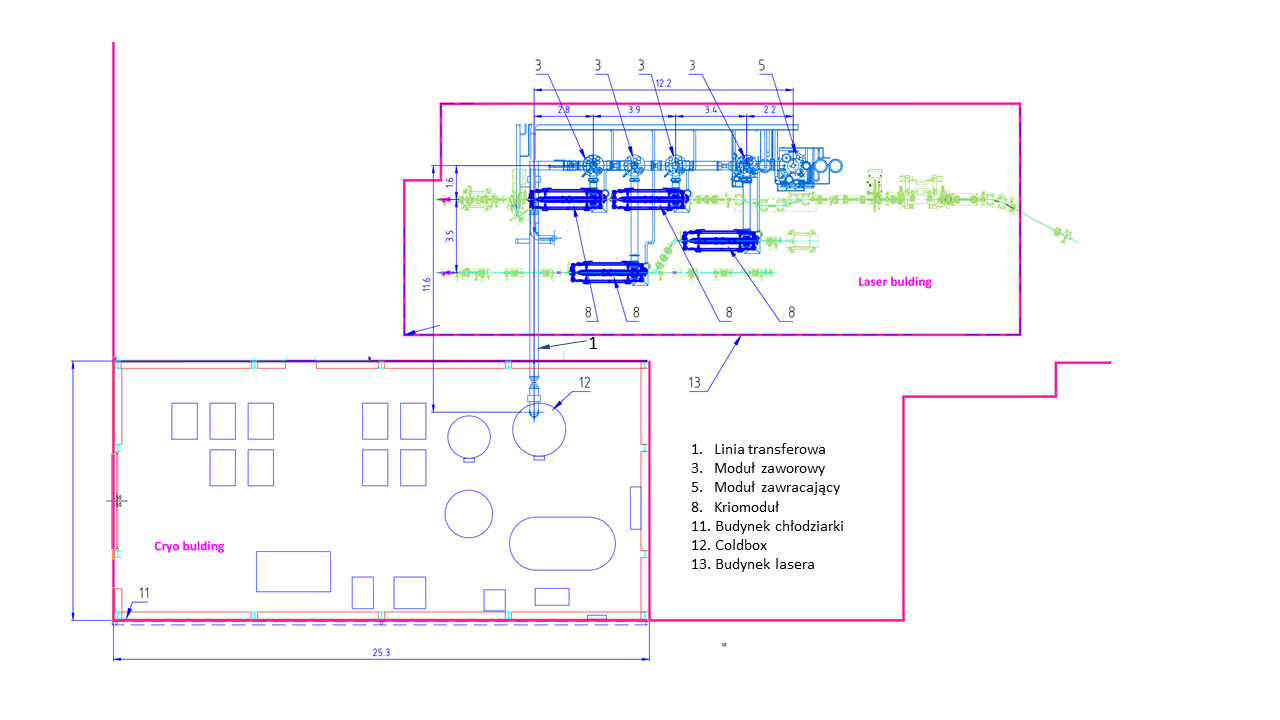 3 3 3 3 5
12.2
2.8 3.9 3.4 2.2
1.6
3.5
11.6
Laser bulding
8 8 8 8
1
12
13
1. Linia transferowa
3. Moduł zaworowy
5. Moduł zawracający
8. Kriomoduł
11. Budynek chłodziarki
12. Coldbox
13. Budynek lasera
Cryo bulding
11
25.3